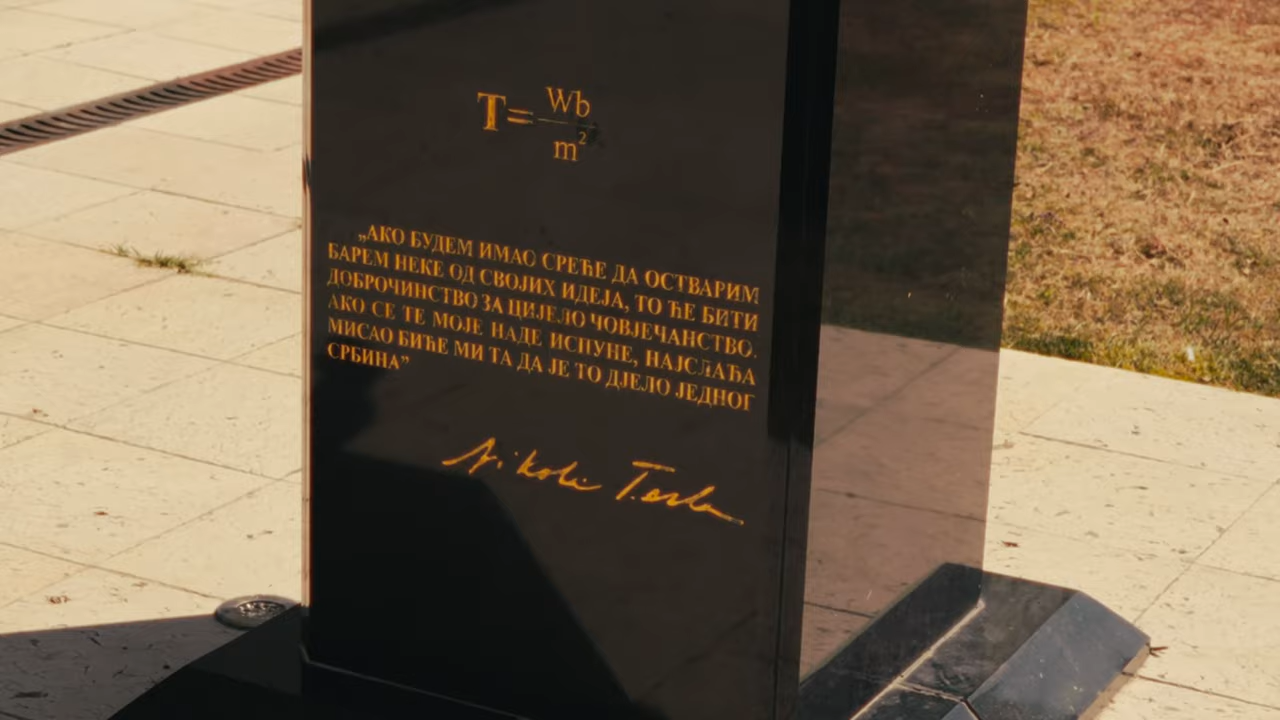 T = Wb
m²
„АКО БУДЕМ ИМАО СРЕЋЕ ДА ОСТВАРИМ
БАРЕМ НЕКЕ ОД СВОЈИХ ИДЕЈА, ТО ЋЕ БИТИ
ДОБРОЧИНСТВО ЗА ЦИЈЕЛО ЧОВЈЕЧАНСТВО.
АКО СЕ ТЕ МОЈЕ НАДЕ ИСПУНЕ, НАЈСЛАЂА
МИСАО БИЋЕ МИ ТА ДА ЈЕ ТО ДЈЕЛО ЈЕДНОГ
СРБИНА”
Nikola Tesla